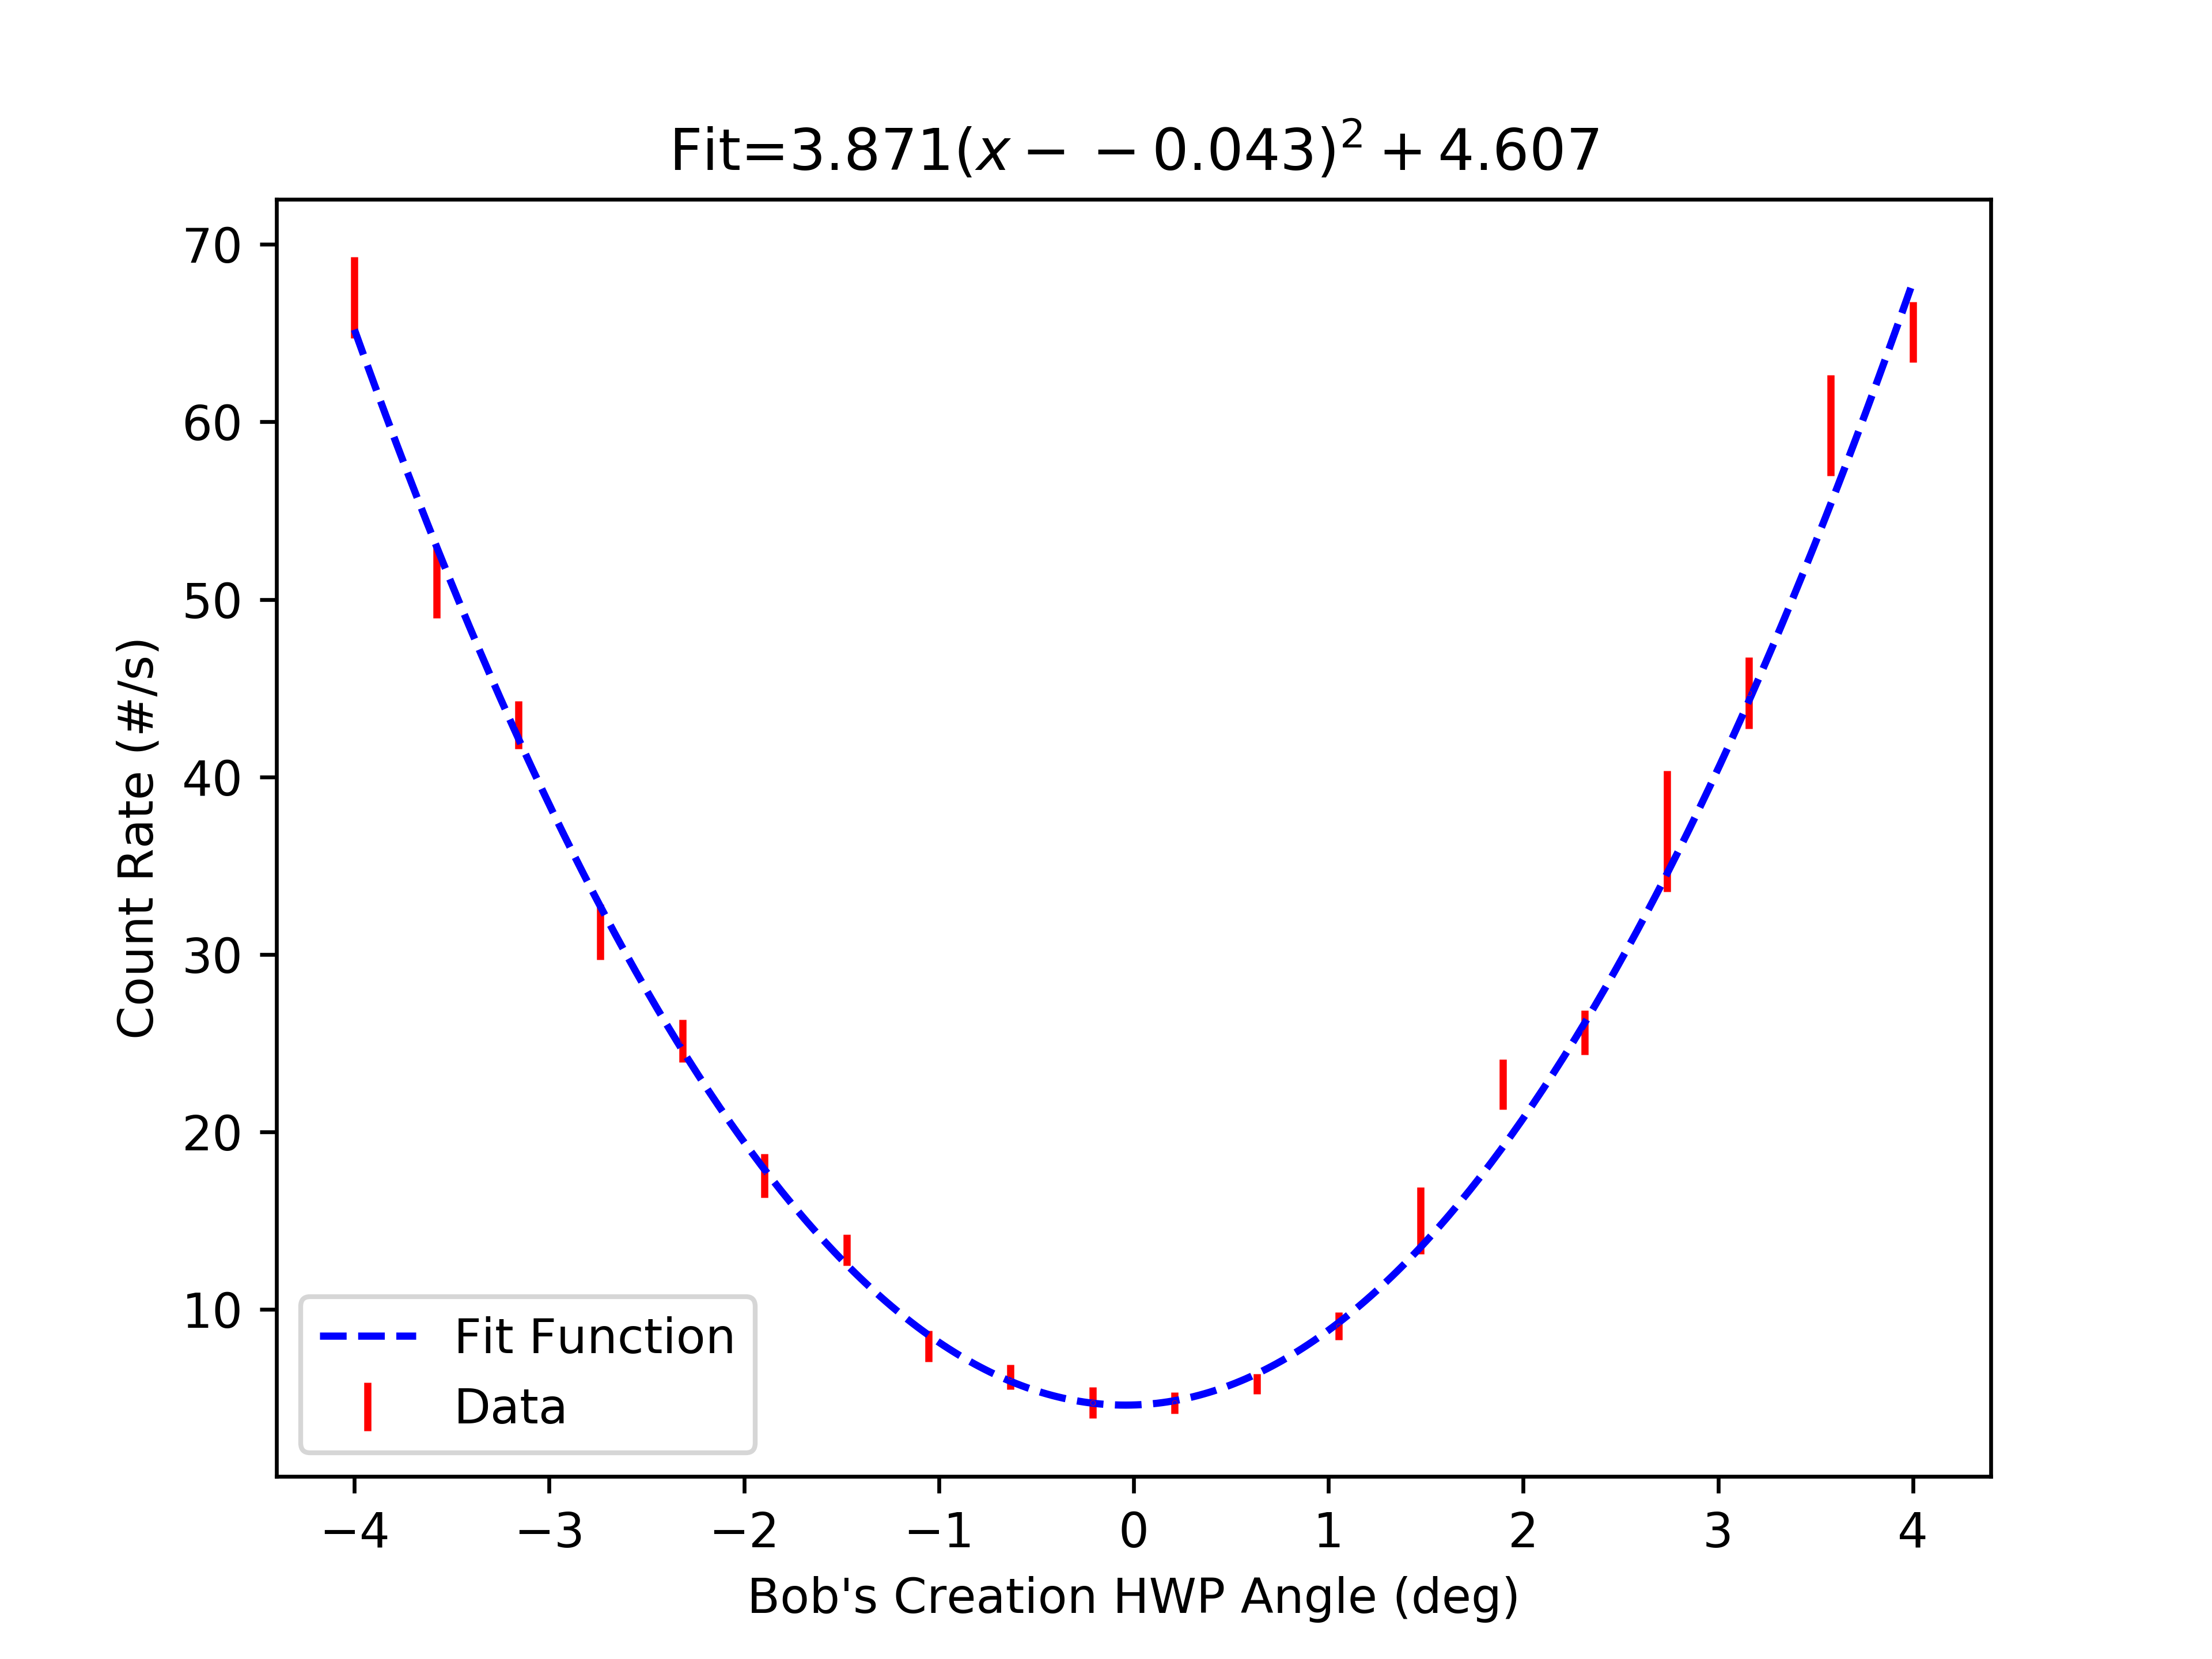 Fit=3.871(x − −0.043)² + 4.607
70
60
50
40
30
20
10
Count Rate (#/s)
Fit Function
Data
−4 −3 −2 −1 0 1 2 3 4
Bob's Creation HWP Angle (deg)